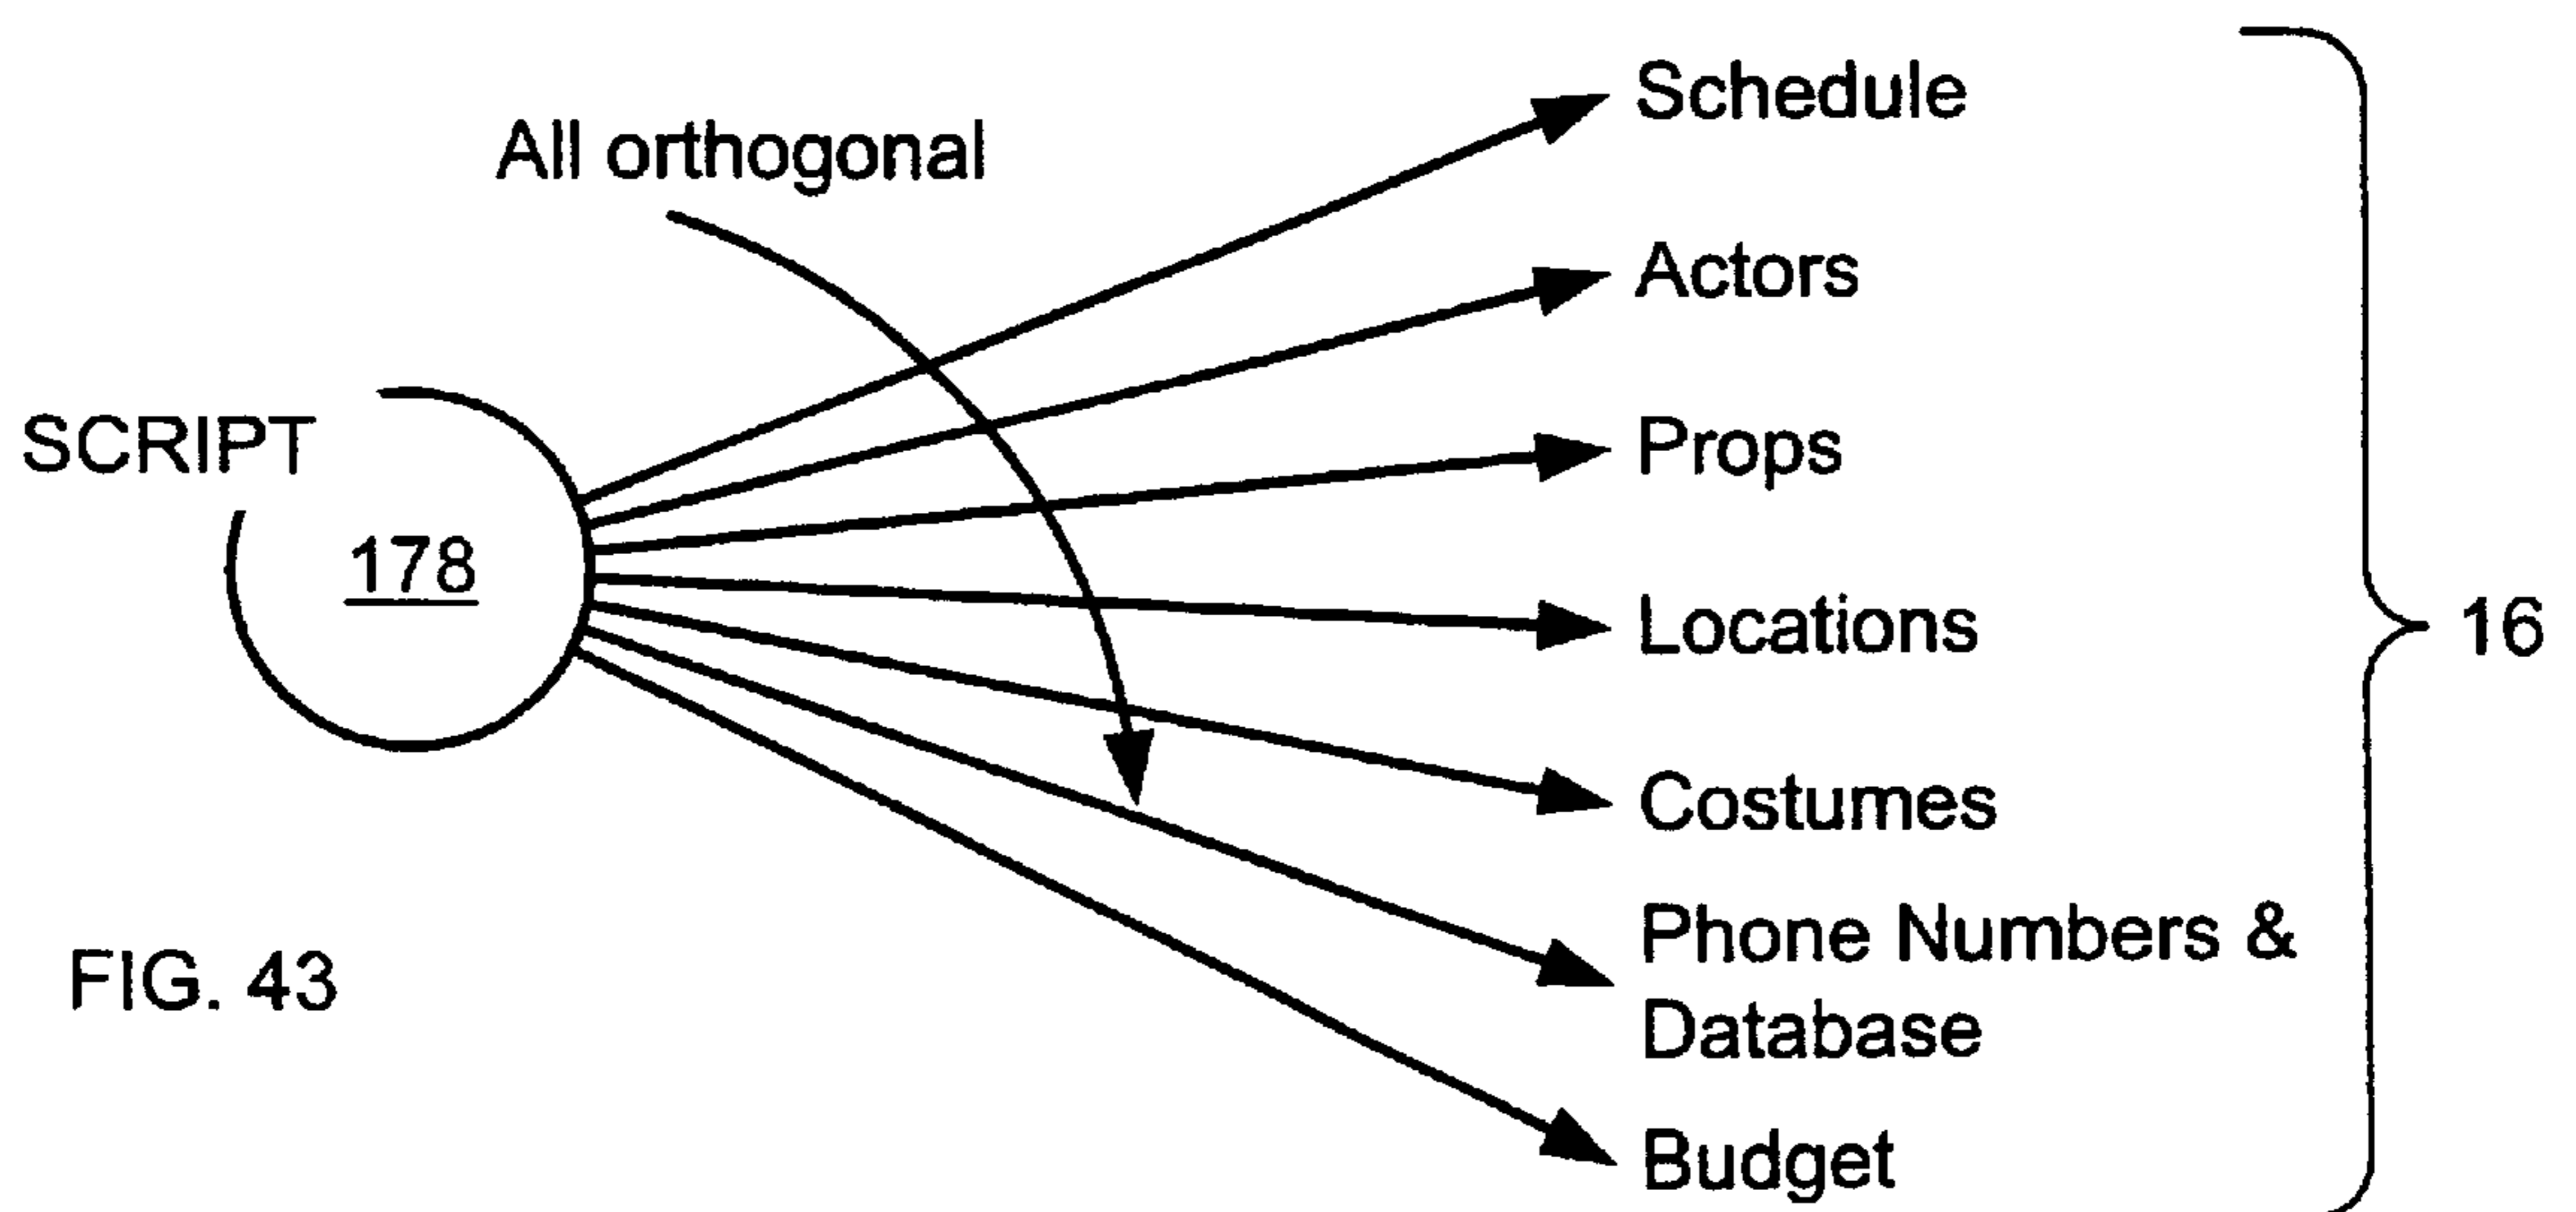 All orthogonal
SCRIPT
178
Schedule
Actors
Props
Locations
Costumes
Phone Numbers &
Database
Budget
16
FIG. 43